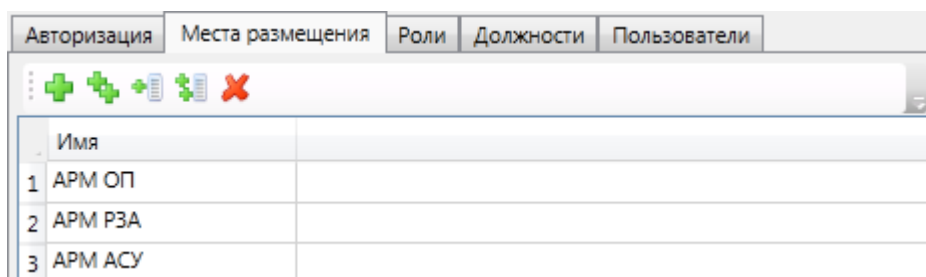 Авторизация Места размещения Роли Должности Пользователи
Имя
1 АРМ ОП
2 АРМ РЗА
3 АРМ АСУ